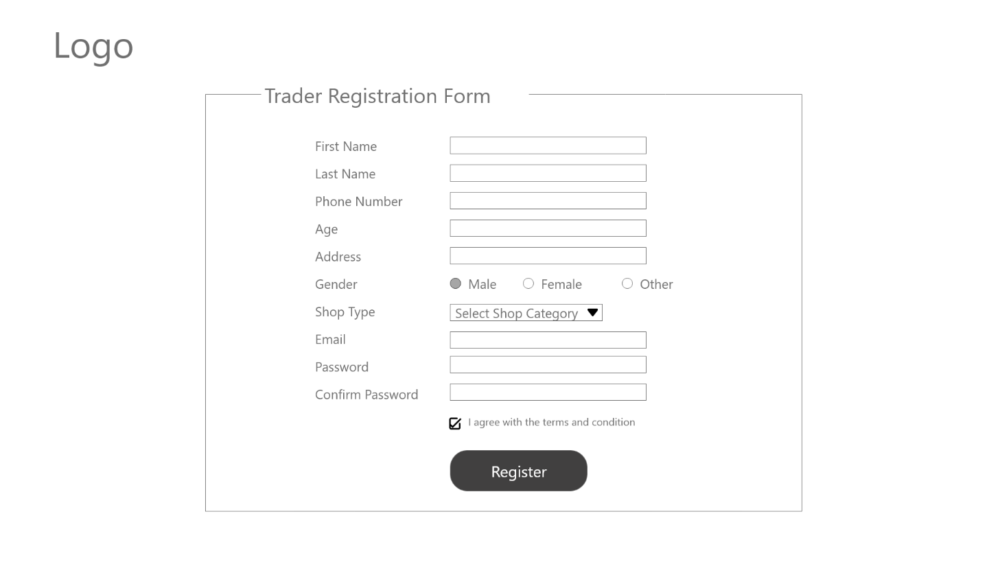 Logo
Trader Registration Form
First Name
Last Name
Phone Number
Age
Address
Gender Male Female Other
Shop Type Select Shop Category
Email
Password
Confirm Password
I agree with the terms and condition
Register